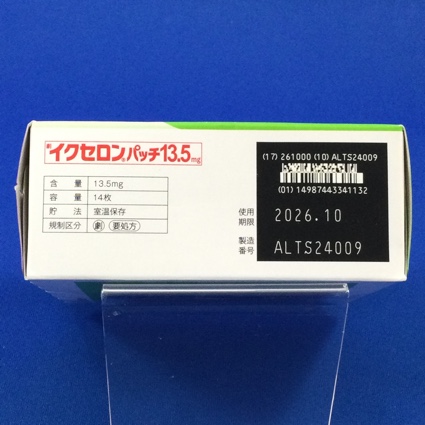 劇 イクセロンパッチ13.5mg
含 量 13.5mg
容 量 14枚
貯 法 室温保存
規制区分 劇 要処方
(17) 261000 (10) ALTS24009
(01) 14987443341132
使用期限 2026.10
製造番号 ALTS24009